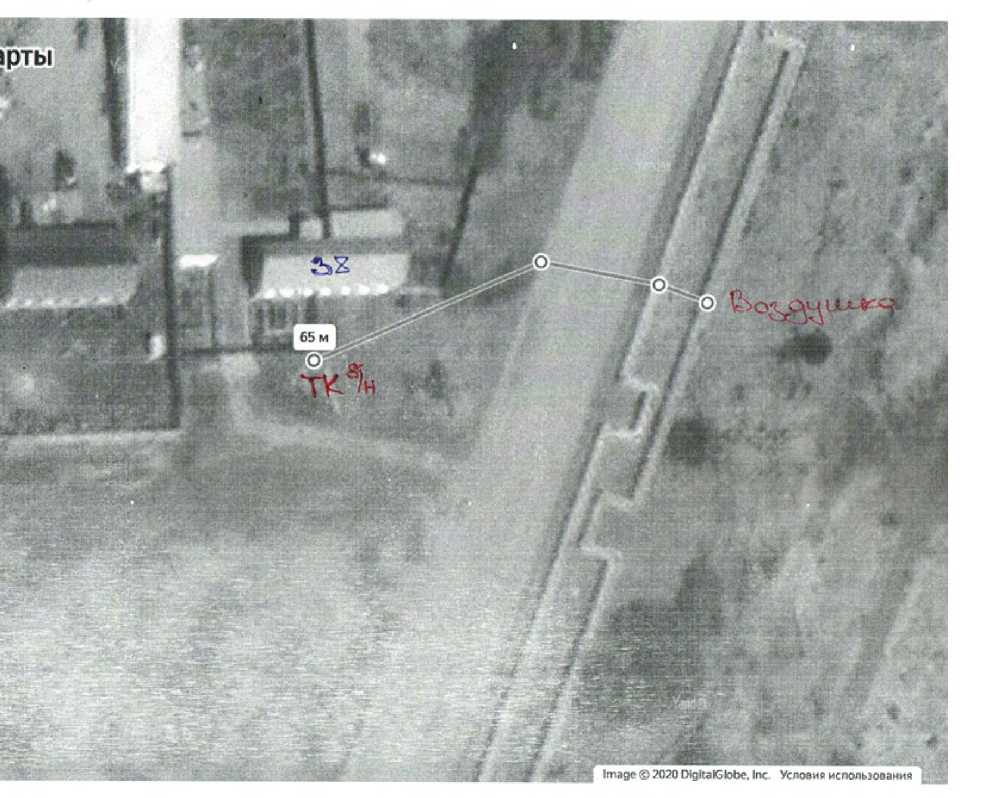 арты
38
65 м
Воздушка
ТК б/н
Image © 2020 DigitalGlobe, Inc. Условия использования